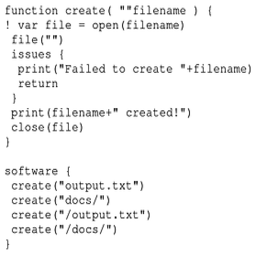 function create( ""filename ) {
! var file = open(filename)
 file("")
 issues {
  print("Failed to create "+filename)
  return
 }
 print(filename+" created!")
 close(file)
}

software {
 create("output.txt")
 create("docs/")
 create("/output.txt")
 create("/docs/")
}